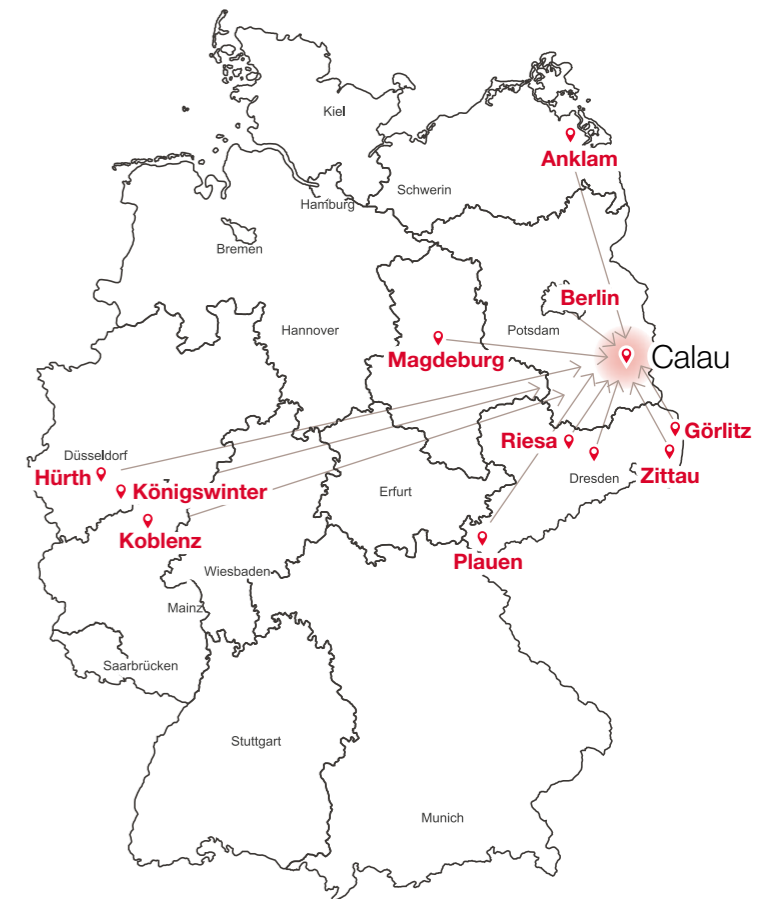 Kiel
Anklam
Schwerin
Hamburg
Bremen
Berlin
Hannover
Potsdam
Magdeburg
Calau
Görlitz
Riesa
Düsseldorf
Hürth
Zittau
Dresden
Königswinter
Erfurt
Koblenz
Plauen
Wiesbaden
Mainz
Saarbrücken
Stuttgart
Munich